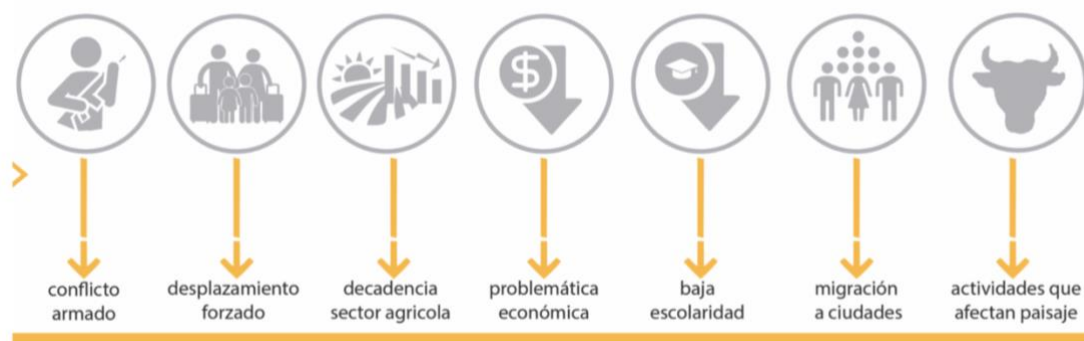 conflicto
armado
desplazamiento
forzado
decadencia
sector agricola
problemática
económica
baja
escolaridad
migración
a ciudades
actividades que
afectan paisaje